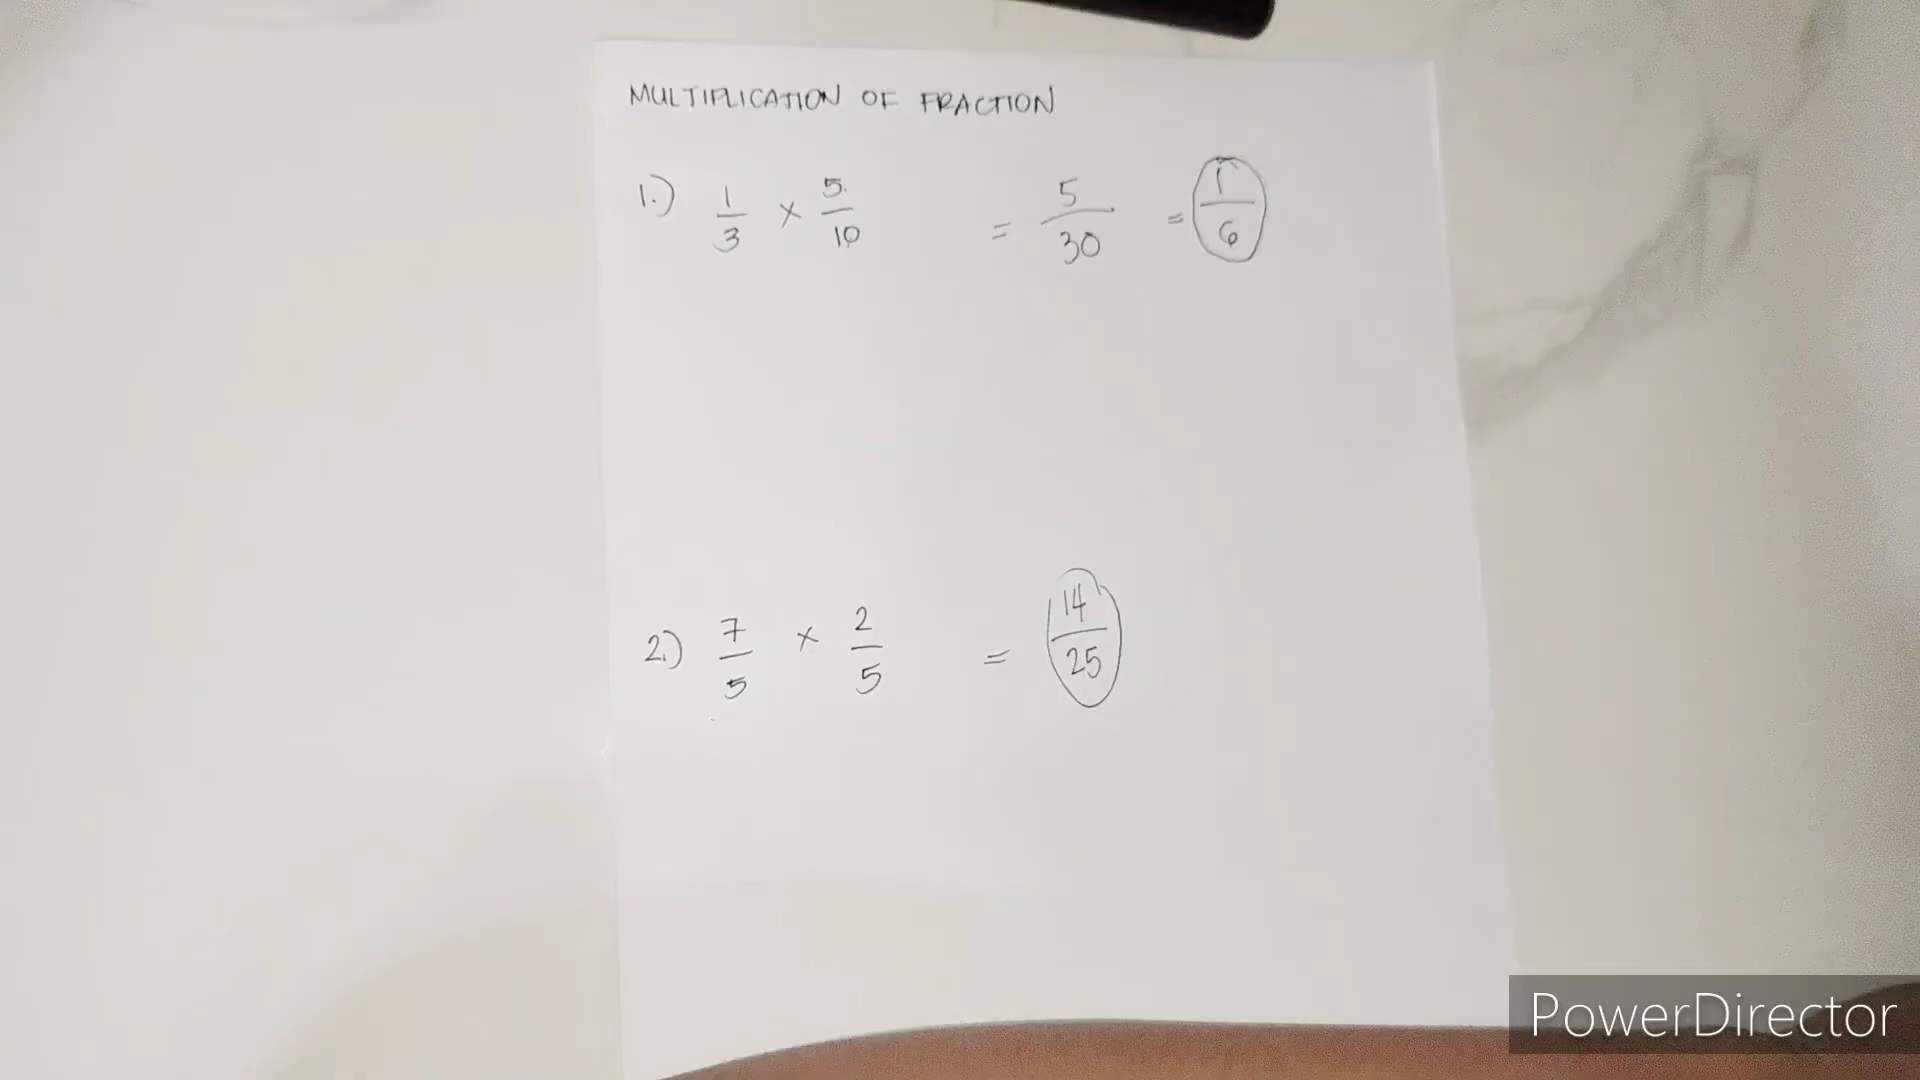 MULTIPLICATION OF FRACTION
1.) 1/3 × 5/10 = 5/30 = 1/6
2.) 7/5 × 2/5 = 14/25
PowerDirector